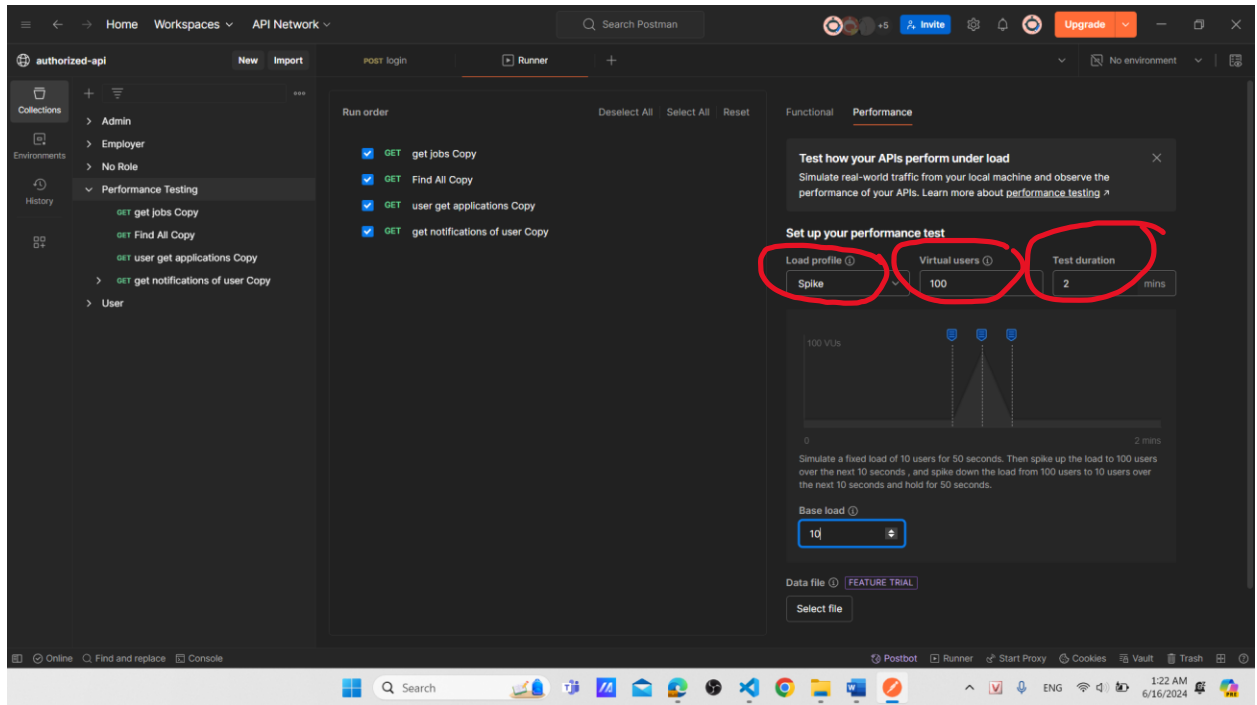 Home Workspaces API Network Search Postman +5 Invite Upgrade
authorized-api New Import POST login Runner No environment
Collections
Environments
History
Admin
Employer
No Role
Performance Testing
GET get jobs Copy
GET Find All Copy
GET user get applications Copy
GET get notifications of user Copy
User
Run order Deselect All Select All Reset
GET get jobs Copy
GET Find All Copy
GET user get applications Copy
GET get notifications of user Copy
Functional Performance
Test how your APIs perform under load
Simulate real-world traffic from your local machine and observe the
performance of your APIs. Learn more about performance testing
Set up your performance test
Load profile Virtual users Test duration
Spike 100 2 mins
100 VUs
0 2 mins
Simulate a fixed load of 10 users for 50 seconds. Then spike up the load to 100 users
over the next 10 seconds , and spike down the load from 100 users to 10 users over
the next 10 seconds and hold for 50 seconds.
Base load
10
Data file FEATURE TRIAL
Select file
Online Find and replace Console Postbot Runner Start Proxy Cookies Vault Trash
Search ENG 1:22 AM
6/16/2024
PRE